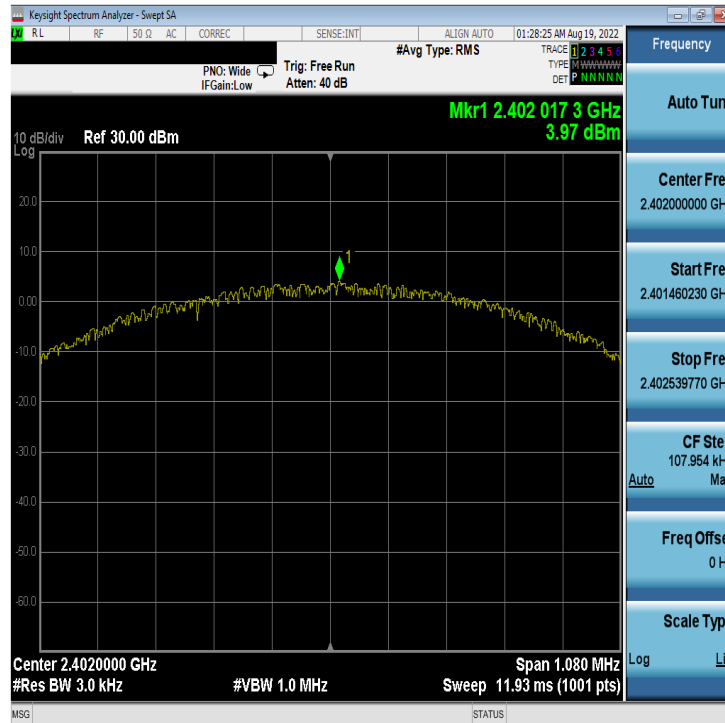 Keysight Spectrum Analyzer - Swept SA
LXI RL RF 50 Ω AC CORREC SENSE:INT ALIGN AUTO 01:28:25 AM Aug 19, 2022
#Avg Type: RMS TRACE 1 2 3 4 5 6
PNO: Wide Trig: Free Run TYPE M WWWWW
IFGain:Low Atten: 40 dB DET P N N N N N
Mkr1 2.402 017 3 GHz
3.97 dBm
10 dB/div Ref 30.00 dBm
Log
20.0
10.0
0.00
-10.0
-20.0
-30.0
-40.0
-50.0
-60.0
1
Center 2.4020000 GHz Span 1.080 MHz
#Res BW 3.0 kHz #VBW 1.0 MHz Sweep 11.93 ms (1001 pts)
MSG STATUS
Frequency
Auto Tun
Center Fre
2.402000000 GH
Start Fre
2.401460230 GH
Stop Fre
2.402539770 GH
CF Ste
107.954 kH
Auto Ma
Freq Offse
0 H
Scale Typ
Log Li